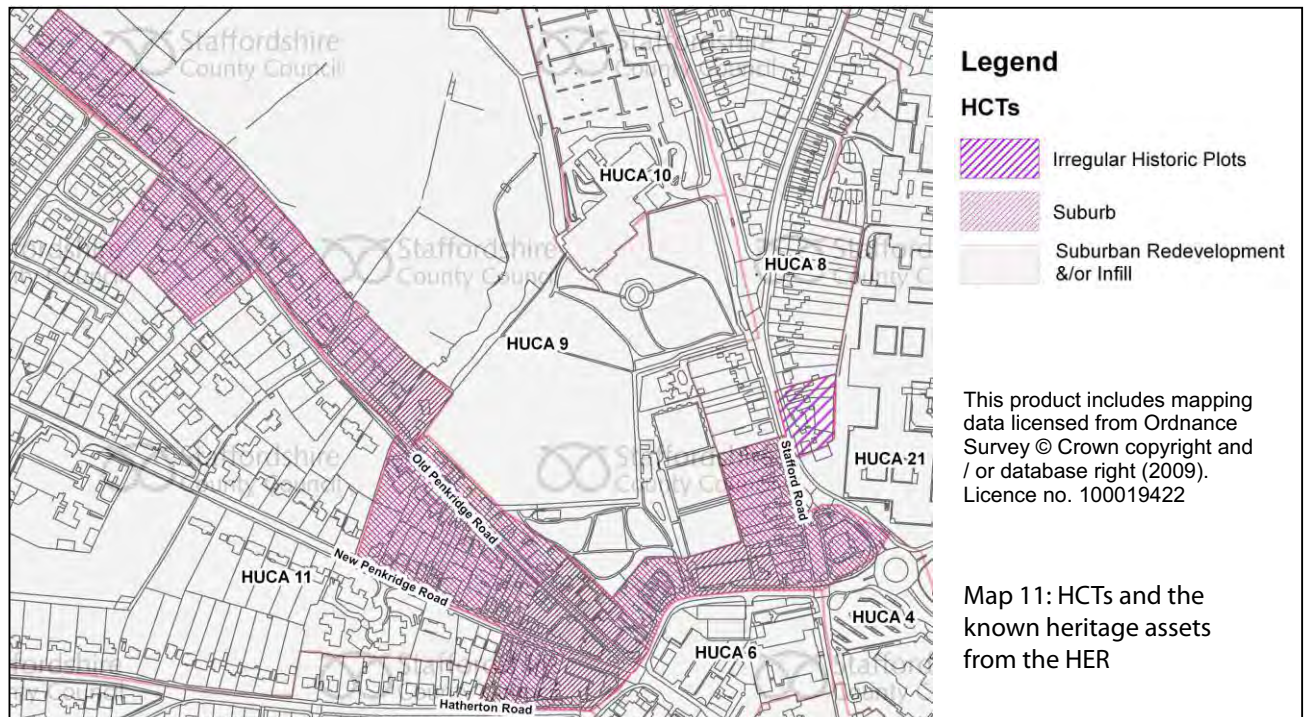 Staffordshire
County Council
HUCA 10
HUCA 8
Staffordshire
County Council
HUCA 9
Old Penkridge Road
Stafford Road
HUCA 21
New Penkridge Road
HUCA 11
HUCA 6
HUCA 4
Hatherton Road
Legend
HCTs
Irregular Historic Plots
Suburb
Suburban Redevelopment
&/or Infill
This product includes mapping
data licensed from Ordnance
Survey © Crown copyright and
/ or database right (2009).
Licence no. 100019422
Map 11: HCTs and the
known heritage assets
from the HER